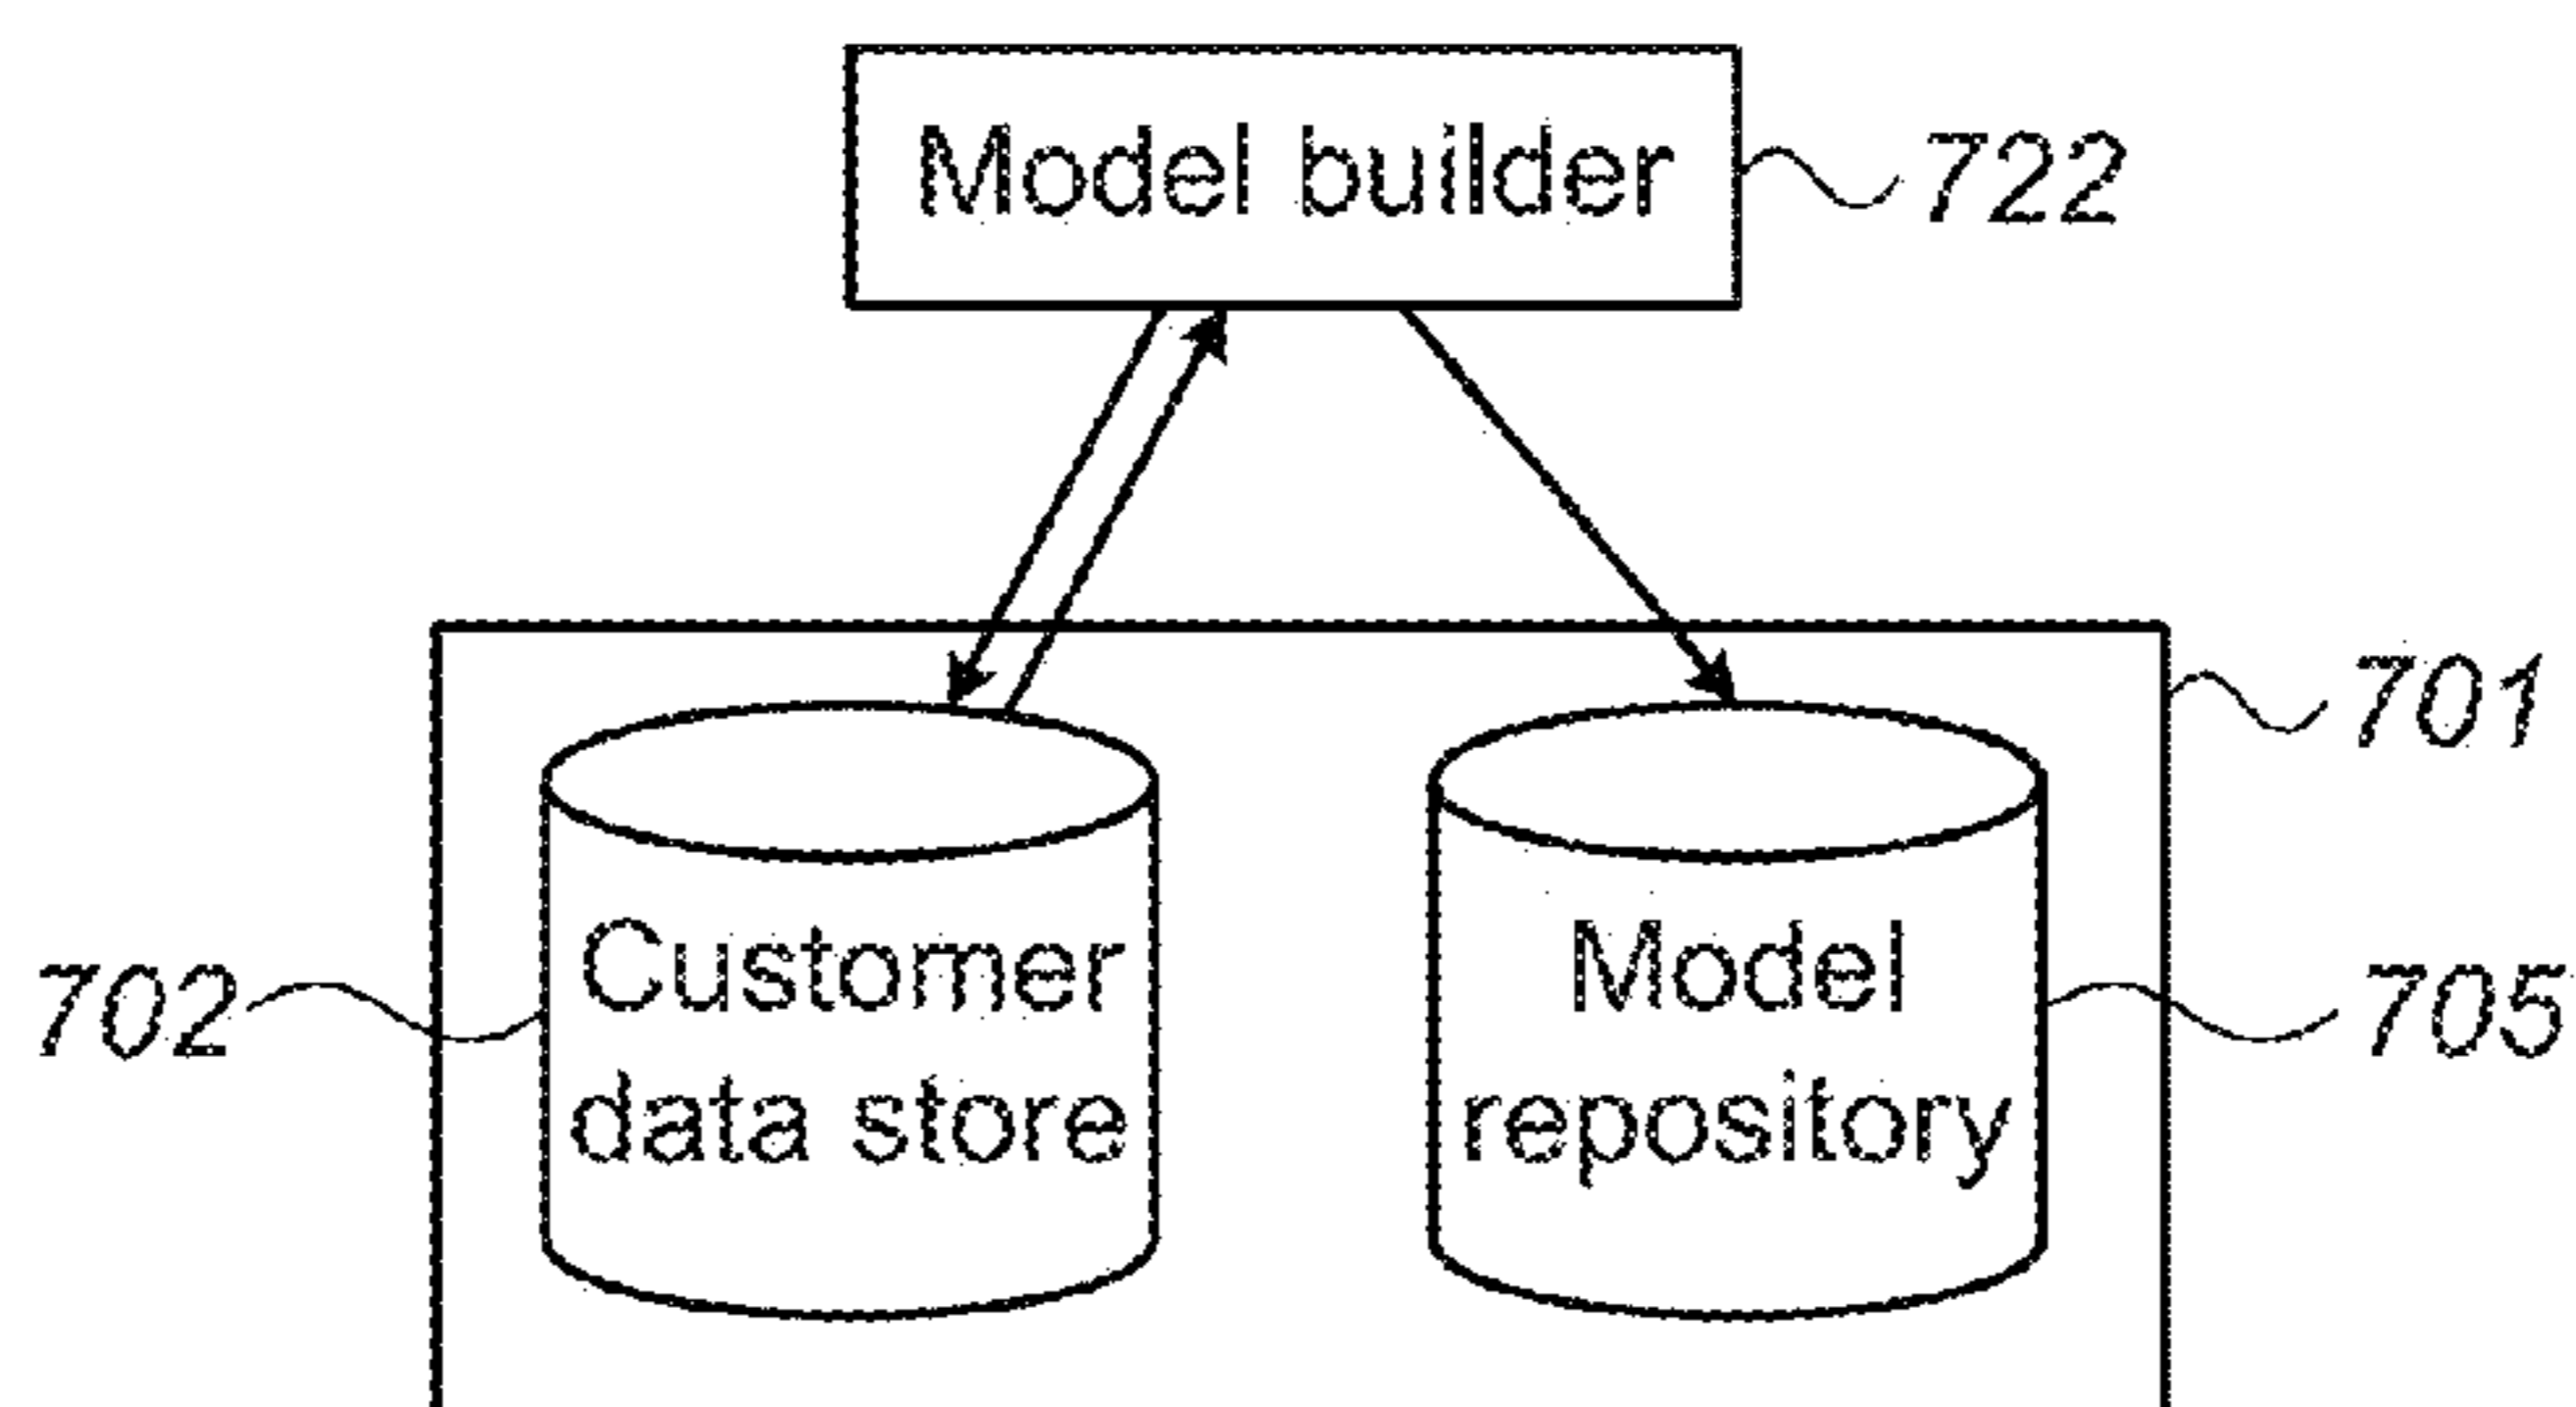 Model builder
722
701
702
Customer
data store
Model
repository
705